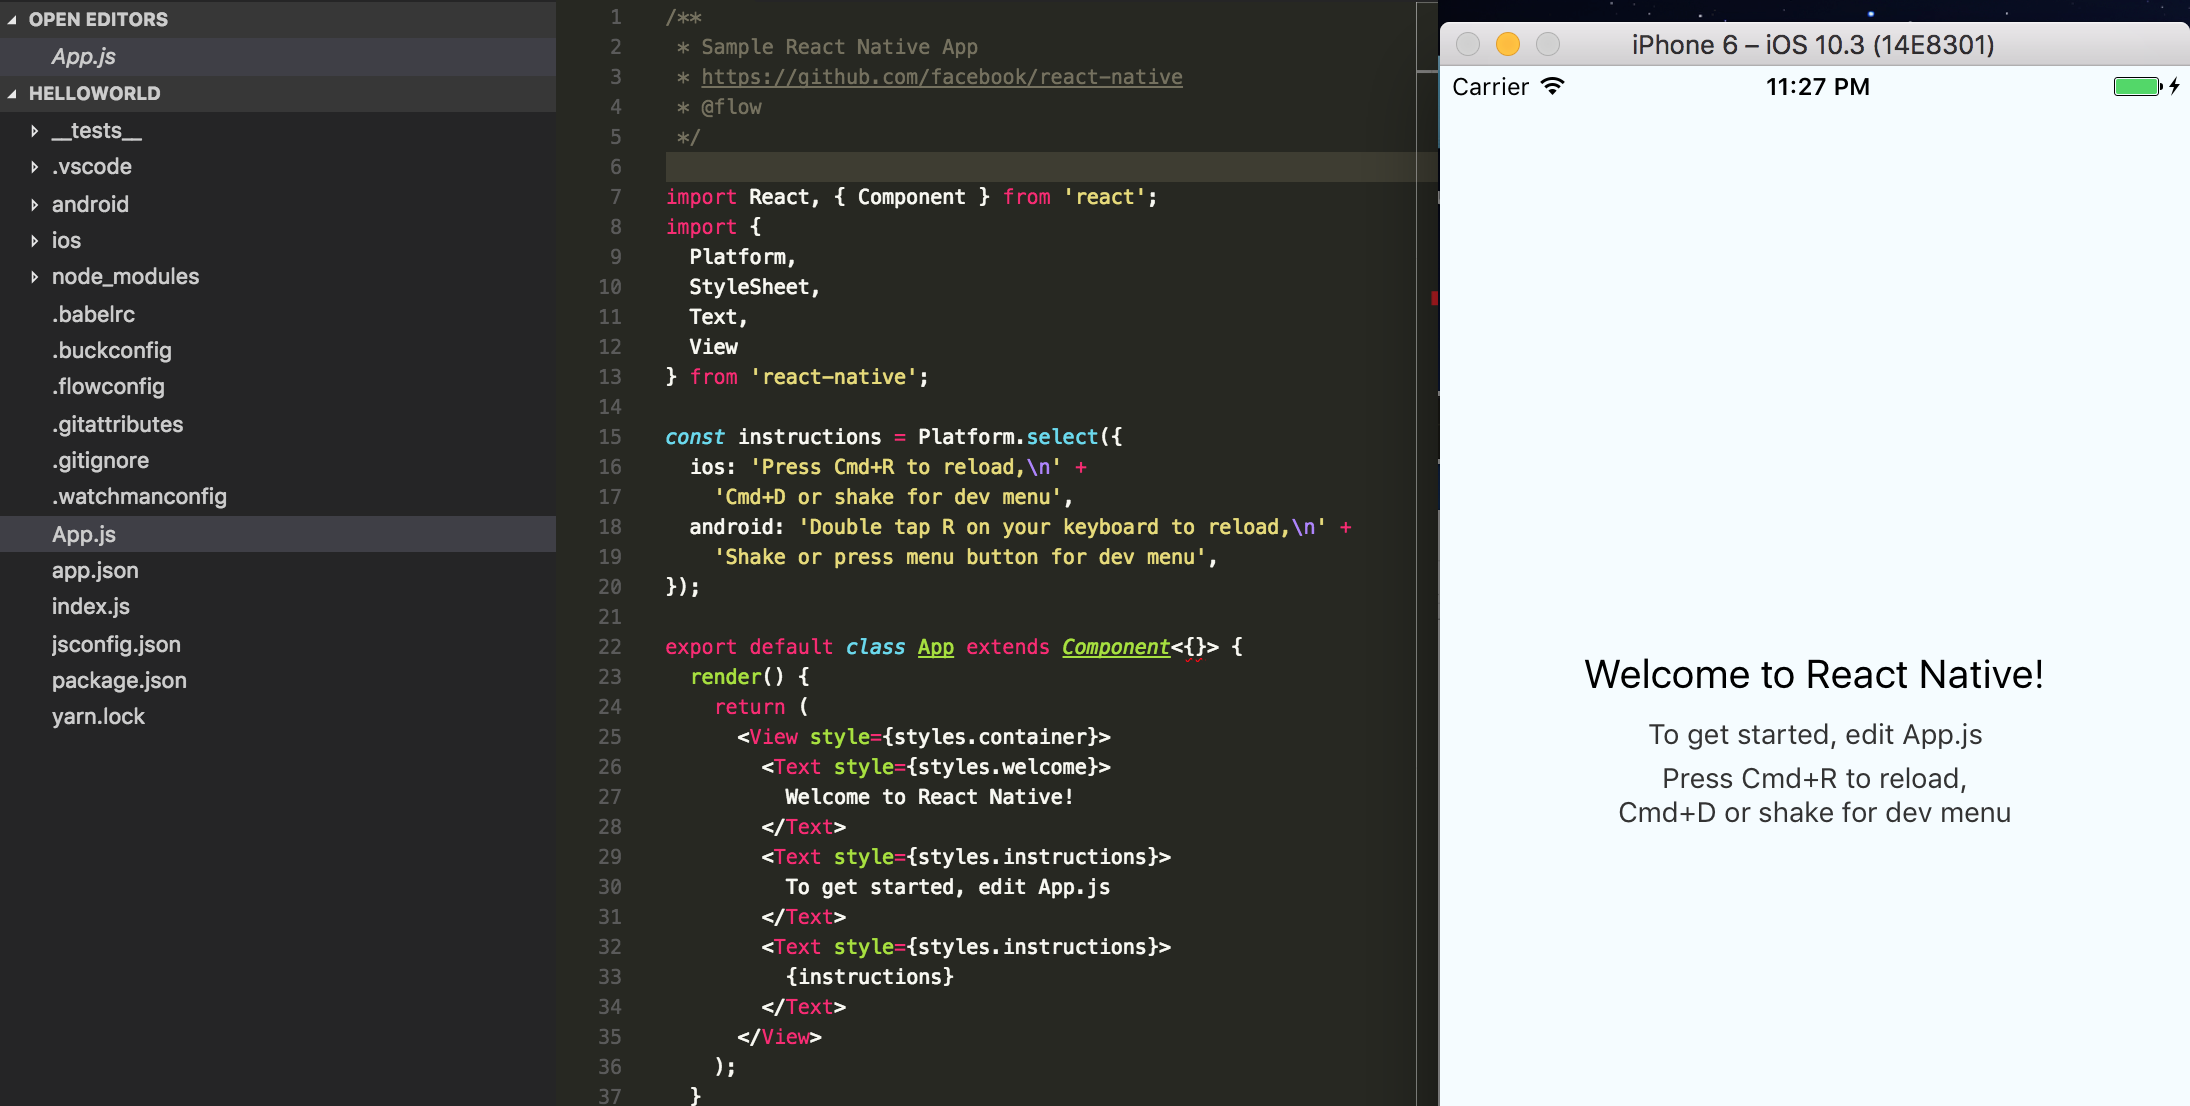 OPEN EDITORS
App.js
HELLOWORLD
__tests__
.vscode
android
ios
node_modules
.babelrc
.buckconfig
.flowconfig
.gitattributes
.gitignore
.watchmanconfig
App.js
app.json
index.js
jsconfig.json
package.json
yarn.lock
1 /**
2  * Sample React Native App
3  * https://github.com/facebook/react-native
4  * @flow
5  */
6
7 import React, { Component } from 'react';
8 import {
9   Platform,
10   StyleSheet,
11   Text,
12   View
13 } from 'react-native';
14
15 const instructions = Platform.select({
16   ios: 'Press Cmd+R to reload,\n' +
17     'Cmd+D or shake for dev menu',
18   android: 'Double tap R on your keyboard to reload,\n' +
19     'Shake or press menu button for dev menu',
20 });
21
22 export default class App extends Component<{}> {
23   render() {
24     return (
25       <View style={styles.container}>
26         <Text style={styles.welcome}>
27           Welcome to React Native!
28         </Text>
29         <Text style={styles.instructions}>
30           To get started, edit App.js
31         </Text>
32         <Text style={styles.instructions}>
33           {instructions}
34         </Text>
35       </View>
36     );
37   }
iPhone 6 – iOS 10.3 (14E8301)
Carrier 11:27 PM
Welcome to React Native!
To get started, edit App.js
Press Cmd+R to reload,
Cmd+D or shake for dev menu